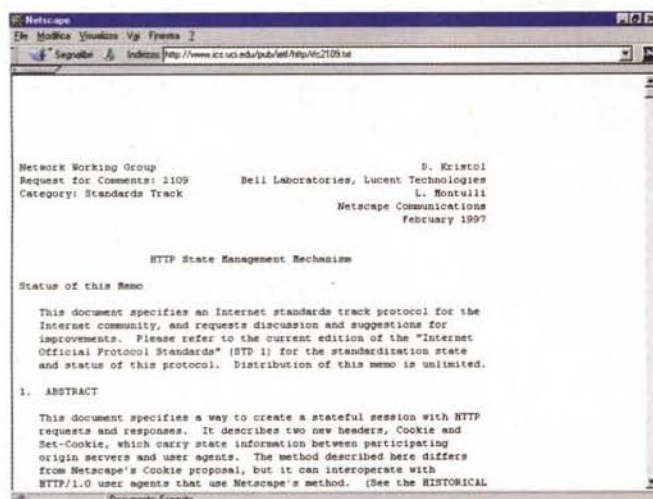 Netscape
File Modifica Visualizza Vai Finestra ?
Segnalibri Indirizzo http://www.ics.uci.edu/pub/ietf/http/rfc2109.txt
Network Working Group D. Kristol
Request for Comments: 2109 Bell Laboratories, Lucent Technologies
Category: Standards Track L. Montulli
Netscape Communications
February 1997
HTTP State Management Mechanism
Status of this Memo
This document specifies an Internet standards track protocol for the
Internet community, and requests discussion and suggestions for
improvements. Please refer to the current edition of the "Internet
Official Protocol Standards" (STD 1) for the standardization state
and status of this protocol. Distribution of this memo is unlimited.
1. ABSTRACT
This document specifies a way to create a stateful session with HTTP
requests and responses. It describes two new headers, Cookie and
Set-Cookie, which carry state information between participating
origin servers and user agents. The method described here differs
from Netscape's Cookie proposal, but it can interoperate with
HTTP/1.0 user agents that use Netscape's method. (See the HISTORICAL